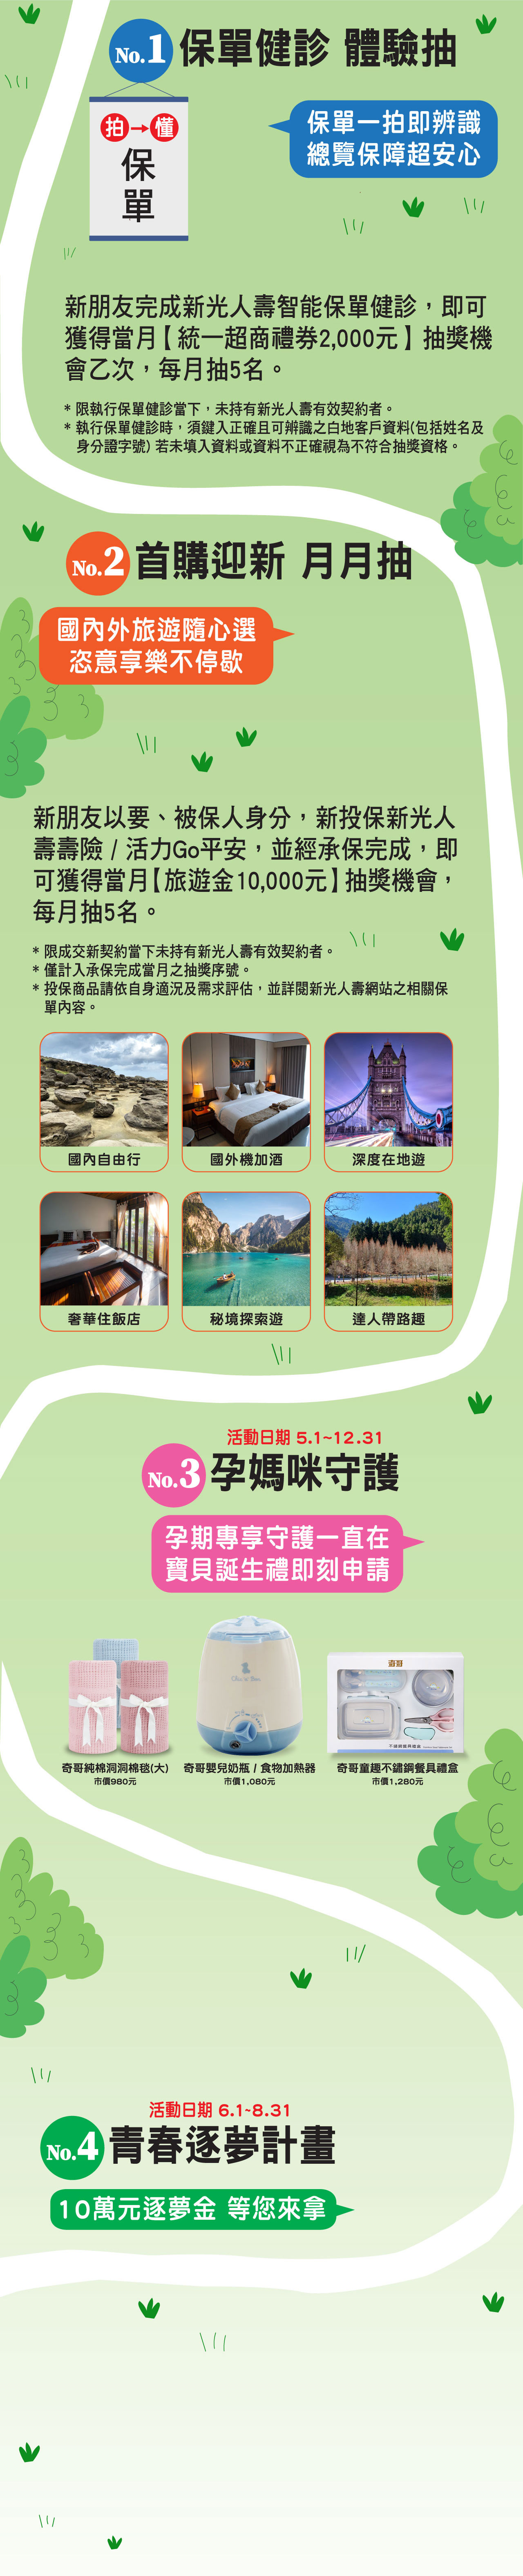 No.1 保單健診 體驗抽
拍→懂
保
單
保單一拍即辨識
總覽保障超安心
新朋友完成新光人壽智能保單健診，即可
獲得當月【統一超商禮券2,000元】抽獎機
會乙次，每月抽5名。
* 限執行保單健診當下，未持有新光人壽有效契約者。
* 執行保單健診時，須鍵入正確且可辨識之白地客戶資料(包括姓名及
身分證字號) 若未填入資料或資料不正確視為不符合抽獎資格。
No.2 首購迎新 月月抽
國內外旅遊隨心選
恣意享樂不停歇
新朋友以要、被保人身分，新投保新光人
壽壽險 / 活力Go平安，並經承保完成，即
可獲得當月【旅遊金10,000元】抽獎機會，
每月抽5名。
* 限成交新契約當下未持有新光人壽有效契約者。
* 僅計入承保完成當月之抽獎序號。
* 投保商品請依自身適況及需求評估，並詳閱新光人壽網站之相關保
單內容。
國內自由行
國外機加酒
深度在地遊
奢華住飯店
秘境探索遊
達人帶路趣
活動日期 5.1~12.31
No.3 孕媽咪守護
孕期專享守護一直在
寶貝誕生禮即刻申請
奇哥
奇哥純棉洞洞棉毯(大)
市價980元
奇哥嬰兒奶瓶 / 食物加熱器
市價1,080元
奇哥童趣不鏽鋼餐具禮盒
市價1,280元
活動日期 6.1~8.31
No.4 青春逐夢計畫
10萬元逐夢金 等您來拿